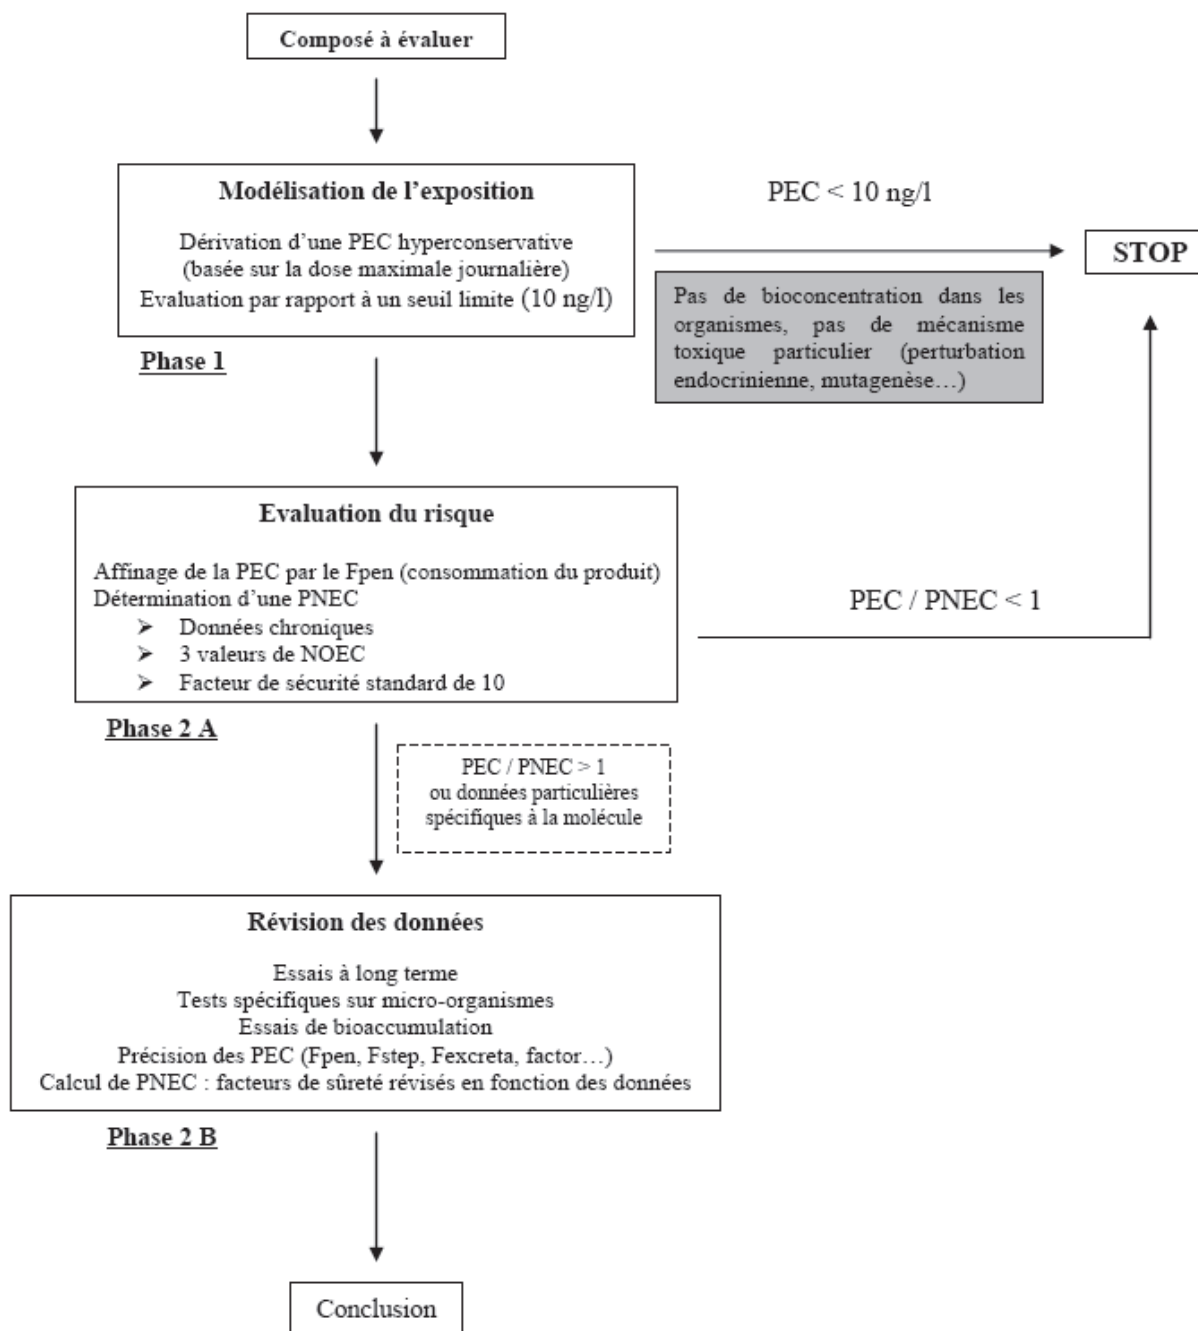 Composé à évaluer
Modélisation de l’exposition
Dérivation d’une PEC hyperconservative
(basée sur la dose maximale journalière)
Evaluation par rapport à un seuil limite (10 ng/l)
Phase 1
PEC < 10 ng/l
STOP
Pas de bioconcentration dans les
organismes, pas de mécanisme
toxique particulier (perturbation
endocrinienne, mutagenèse…)
Evaluation du risque
Affinage de la PEC par le Fpen (consommation du produit)
Détermination d’une PNEC
➢ Données chroniques
➢ 3 valeurs de NOEC
➢ Facteur de sécurité standard de 10
Phase 2 A
PEC / PNEC < 1
PEC / PNEC > 1
ou données particulières
spécifiques à la molécule
Révision des données
Essais à long terme
Tests spécifiques sur micro-organismes
Essais de bioaccumulation
Précision des PEC (Fpen, Fstep, Fexcreta, factor…)
Calcul de PNEC : facteurs de sûreté révisés en fonction des données
Phase 2 B
Conclusion